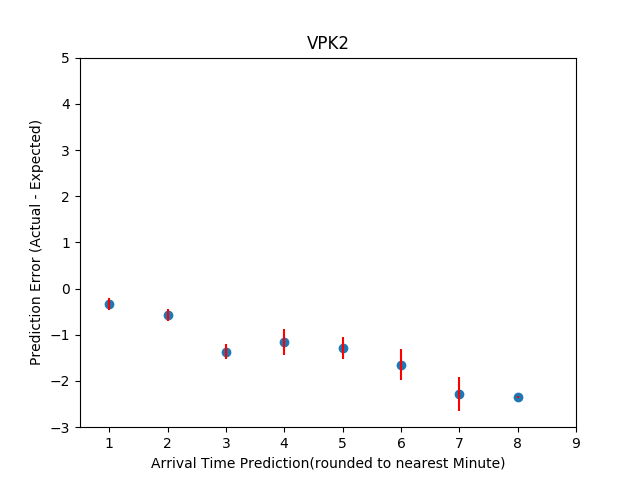 VPK2
5
4
3
2
1
0
−1
−2
−3
Prediction Error (Actual - Expected)
1 2 3 4 5 6 7 8 9
Arrival Time Prediction(rounded to nearest Minute)